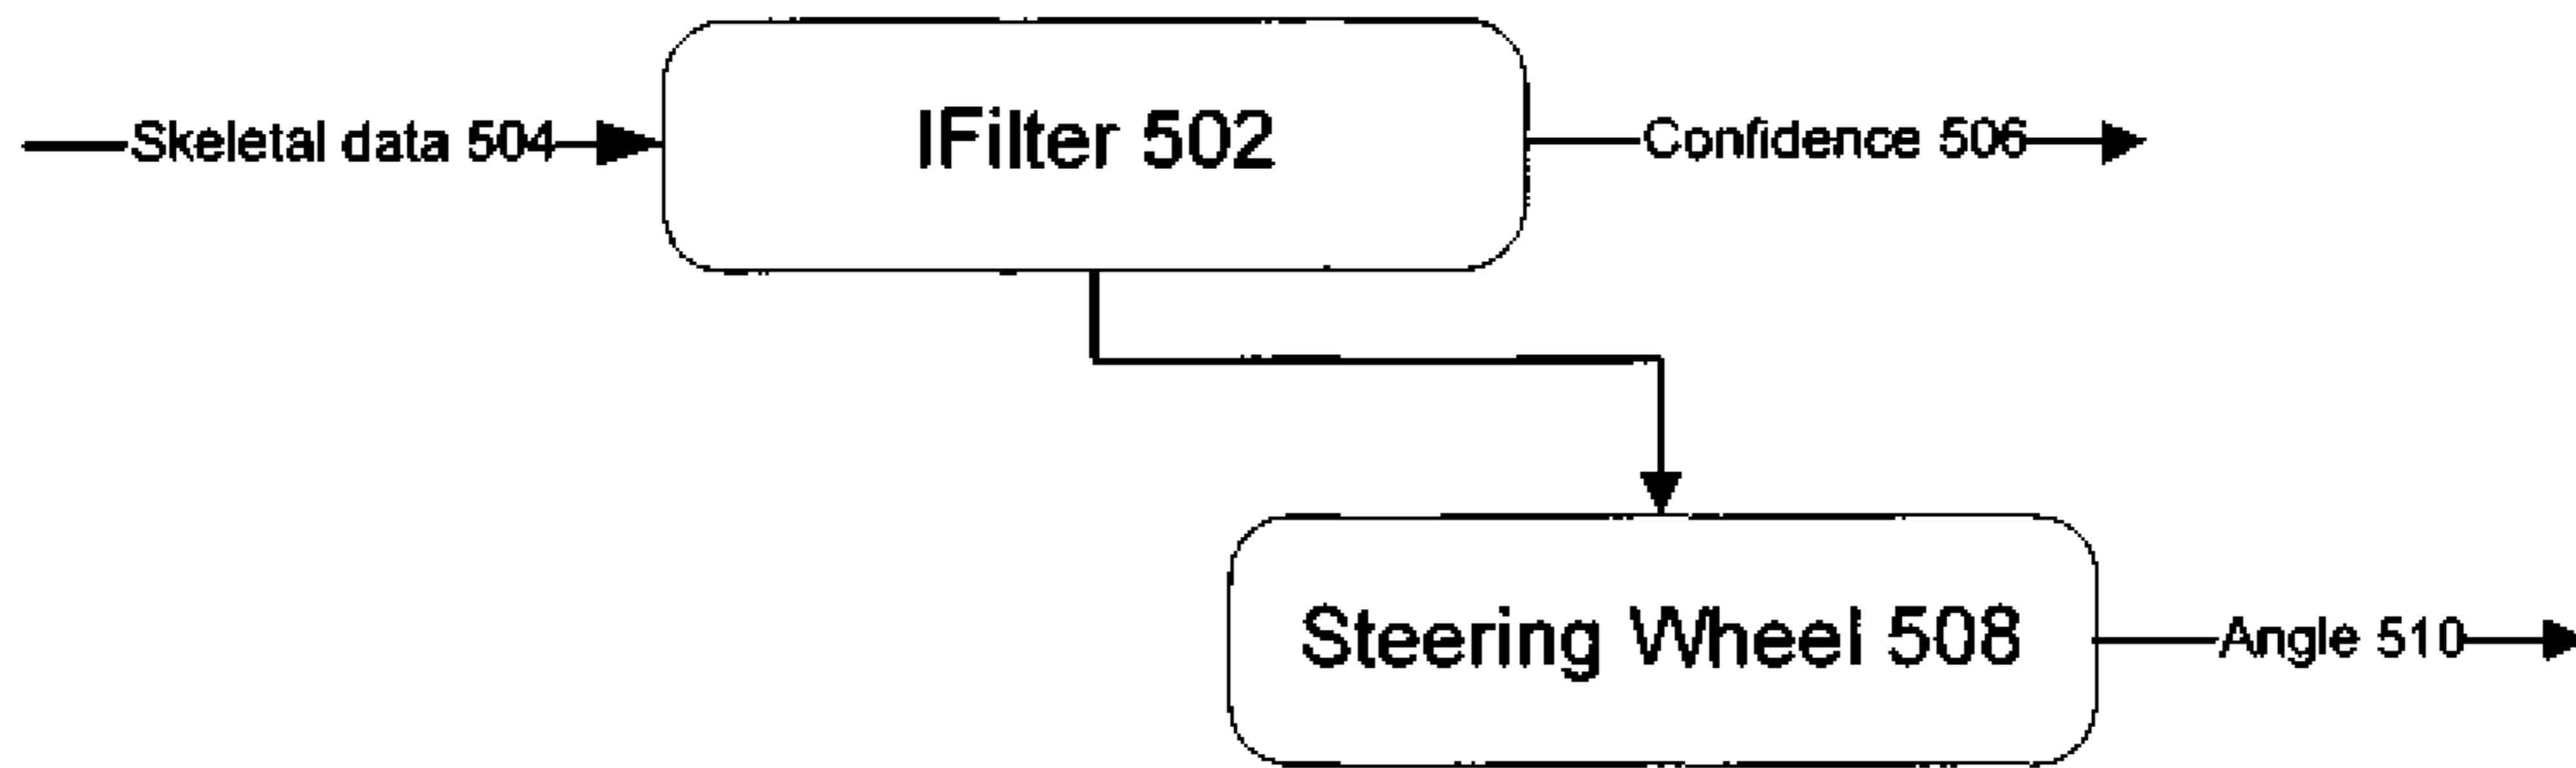 Skeletal data 504
IFilter 502
Confidence 506
Steering Wheel 508
Angle 510